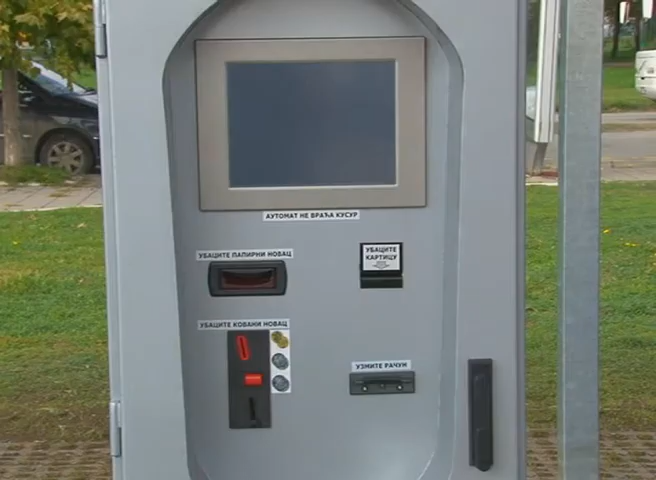 АУТОМАТ НЕ ВРАЋА КУСУР
УБАЦИТЕ ПАПИРНИ НОВАЦ
УБАЦИТЕ
КАРТИЦУ
УБАЦИТЕ КОВАНИ НОВАЦ
УЗМИТЕ РАЧУН